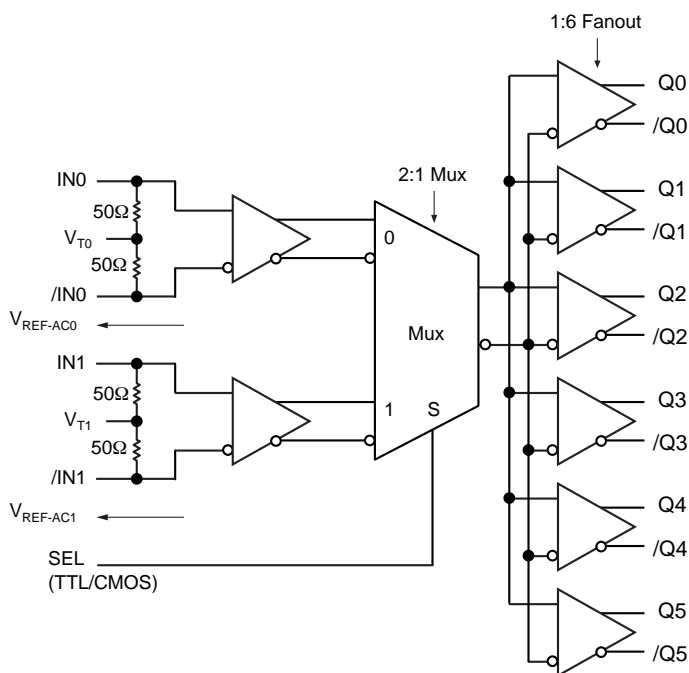 1:6 Fanout
Q0
/Q0
2:1 Mux
IN0
50Ω
VT0
50Ω
/IN0
VREF-AC0
0
Mux
Q1
/Q1
Q2
/Q2
IN1
50Ω
VT1
50Ω
/IN1
VREF-AC1
1
S
Q3
/Q3
Q4
/Q4
SEL
(TTL/CMOS)
Q5
/Q5